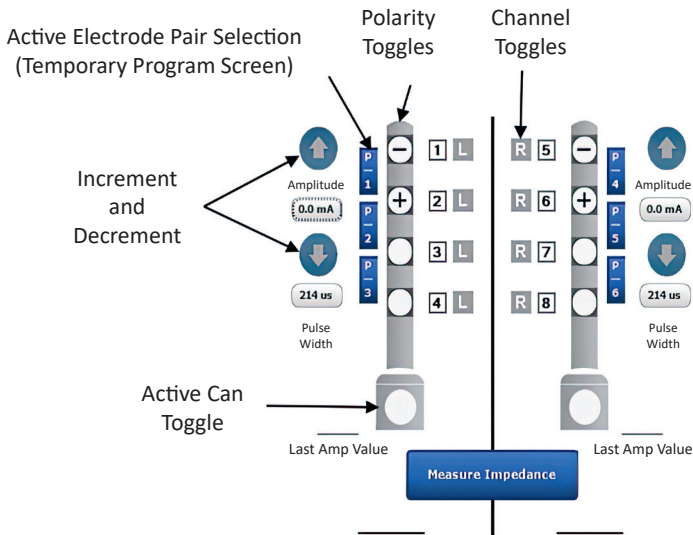 Active Electrode Pair Selection
(Temporary Program Screen)
Polarity
Toggles
Channel
Toggles
Increment
and
Decrement
Amplitude
0.0 mA
214 us
Pulse
Width
P
1
P
2
P
3
−
+
1 L
2 L
3 L
4 L
R 5
R 6
R 7
R 8
−
+
P
4
P
5
P
6
Amplitude
0.0 mA
214 us
Pulse
Width
Active Can
Toggle
Last Amp Value
Last Amp Value
Measure Impedance